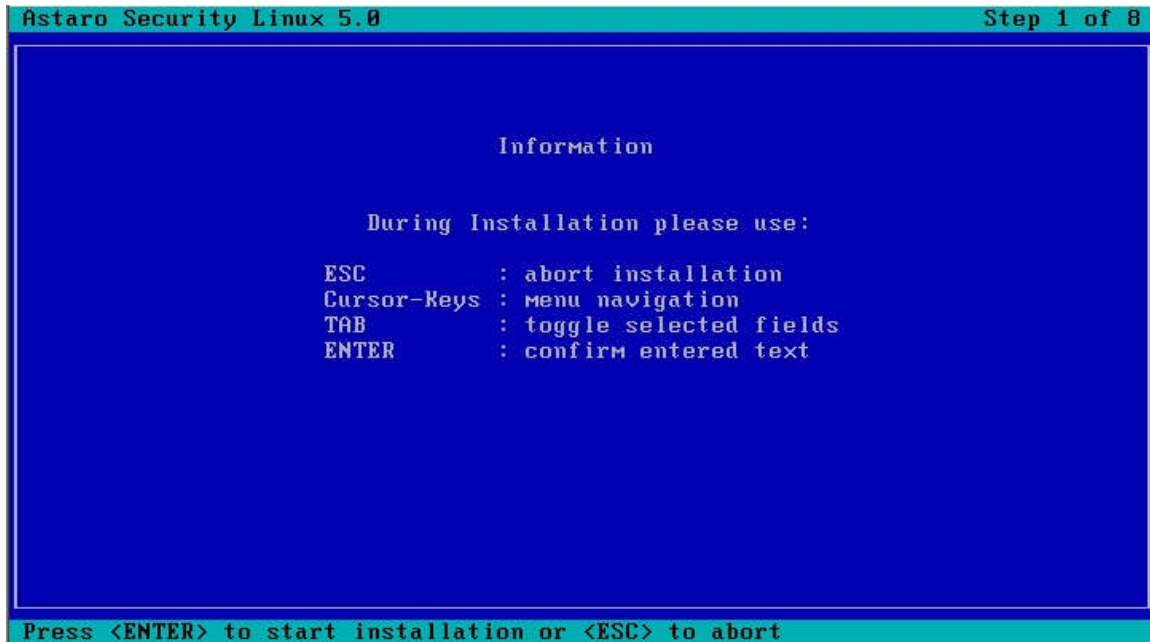 Astaro Security Linux 5.0 Step 1 of 8
Information
During Installation please use:
ESC : abort installation
Cursor-Keys : menu navigation
TAB : toggle selected fields
ENTER : confirm entered text
Press <ENTER> to start installation or <ESC> to abort